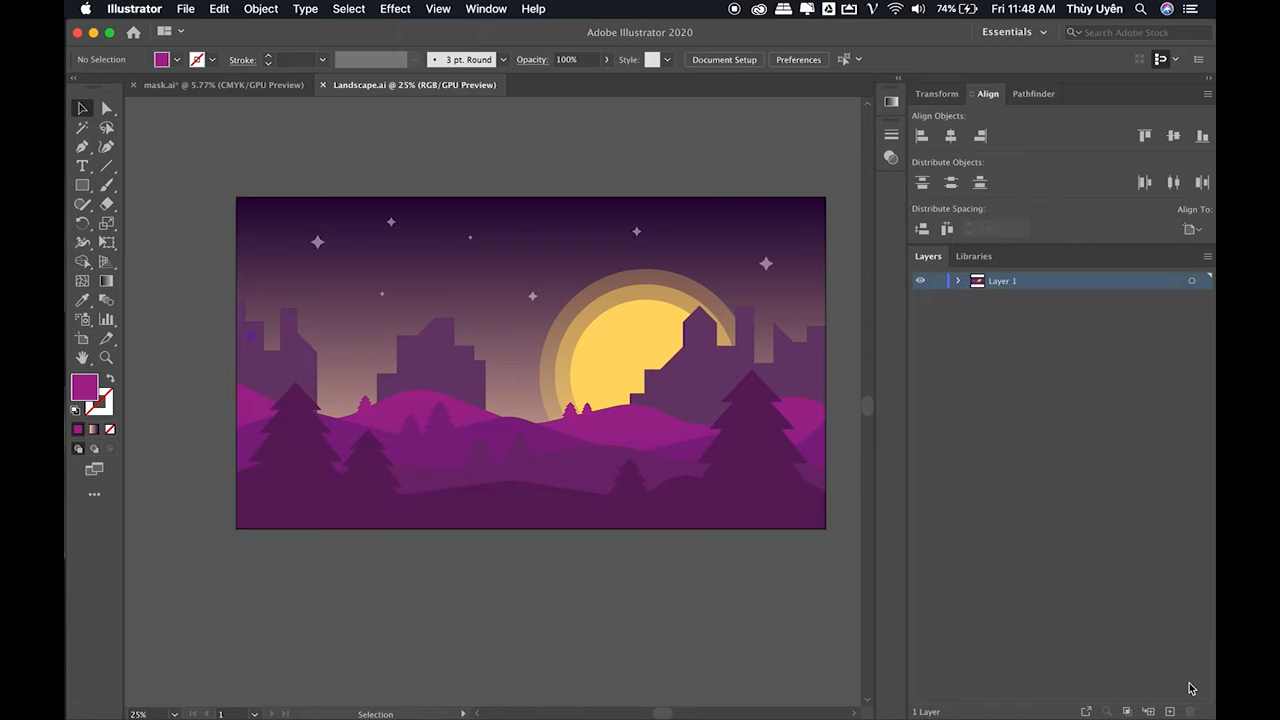 Illustrator File Edit Object Type Select Effect View Window Help 74% Fri 11:48 AM Thùy Uyên
Adobe Illustrator 2020 Essentials Search Adobe Stock
No Selection Stroke: 3 pt. Round Opacity: 100% Style: Document Setup Preferences
mask.ai* @ 5.77% (CMYK/GPU Preview) Landscape.ai @ 25% (RGB/GPU Preview)
Transform Align Pathfinder
Align Objects:
Distribute Objects:
Distribute Spacing: Align To:
Layers Libraries
Layer 1
25% 1 Selection 1 Layer